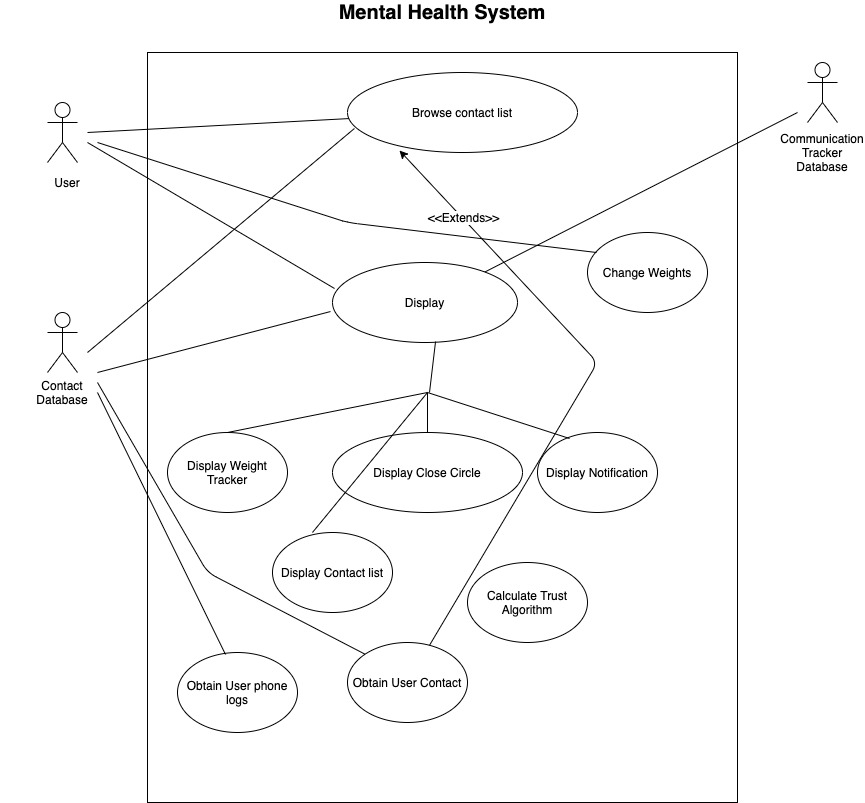 Mental Health System
Browse contact list
User
Communication
Tracker
Database
<<Extends>>
Change Weights
Display
Contact
Database
Display Weight
Tracker
Display Close Circle
Display Notification
Display Contact list
Calculate Trust
Algorithm
Obtain User phone
logs
Obtain User Contact